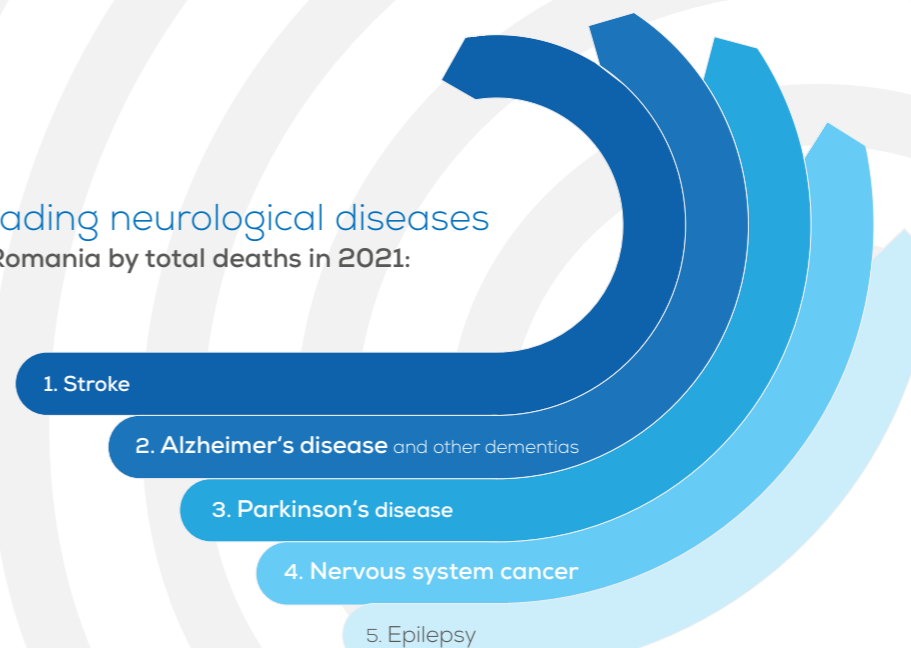 ading neurological diseases
Romania by total deaths in 2021:
1. Stroke
2. Alzheimer's disease and other dementias
3. Parkinson's disease
4. Nervous system cancer
5. Epilepsy